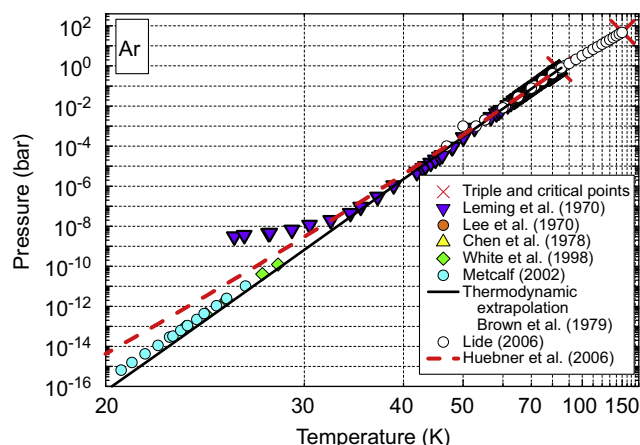 Ar
Pressure (bar)
10^2
10^0
10^-2
10^-4
10^-6
10^-8
10^-10
10^-12
10^-14
10^-16
Triple and critical points
Leming et al. (1970)
Lee et al. (1970)
Chen et al. (1978)
White et al. (1998)
Metcalf (2002)
Thermodynamic
extrapolation
Brown et al. (1979)
Lide (2006)
Huebner et al. (2006)
20 30 40 50 70 100 150
Temperature (K)